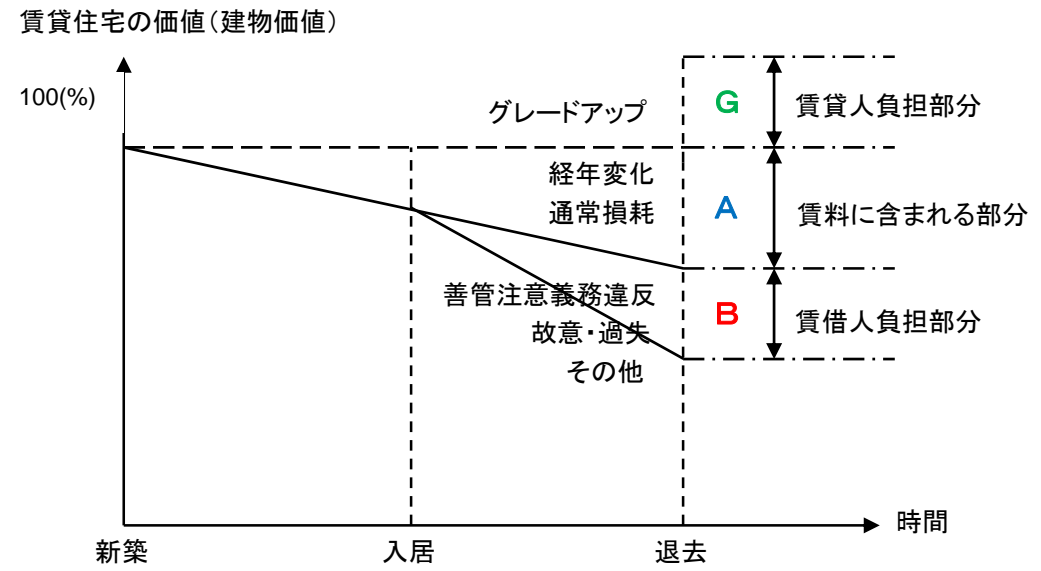 賃貸住宅の価値（建物価値）
100(%)
グレードアップ
G
賃貸人負担部分
経年変化
通常損耗
A
賃料に含まれる部分
善管注意義務違反
故意・過失
その他
B
賃借人負担部分
時間
新築
入居
退去